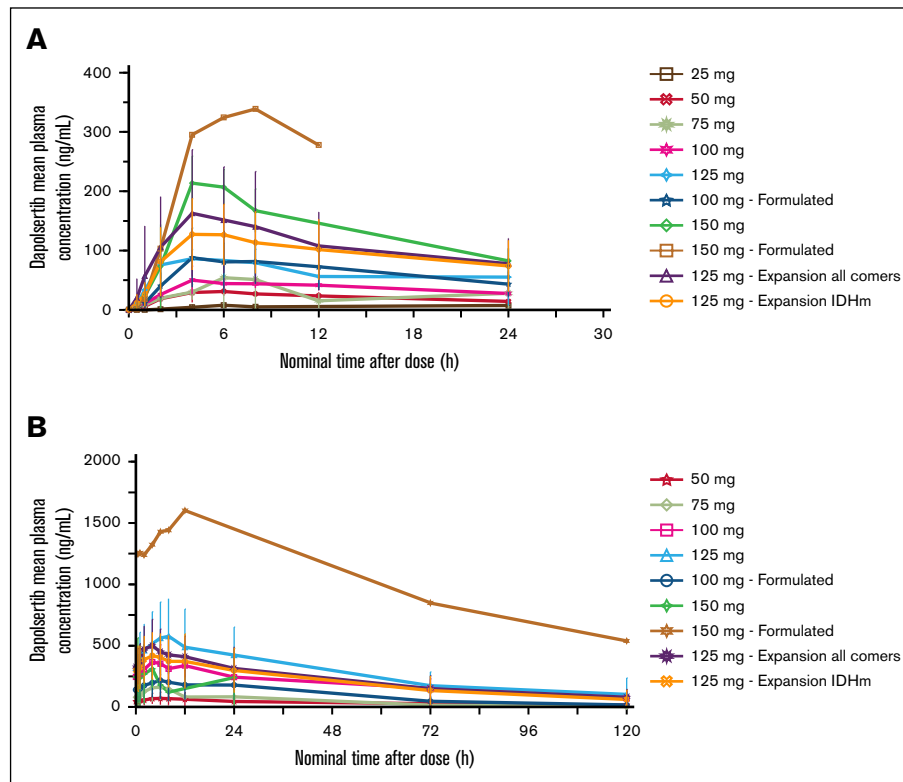 A
Dapolsertib mean plasma
concentration (ng/mL)
400
300
200
100
0
0 6 12 18 24 30
Nominal time after dose (h)
25 mg
50 mg
75 mg
100 mg
125 mg
100 mg - Formulated
150 mg
150 mg - Formulated
125 mg - Expansion all comers
125 mg - Expansion IDHm
B
Dapolsertib mean plasma
concentration (ng/mL)
2000
1500
1000
500
0
0 24 48 72 96 120
Nominal time after dose (h)
50 mg
75 mg
100 mg
125 mg
100 mg - Formulated
150 mg
150 mg - Formulated
125 mg - Expansion all comers
125 mg - Expansion IDHm